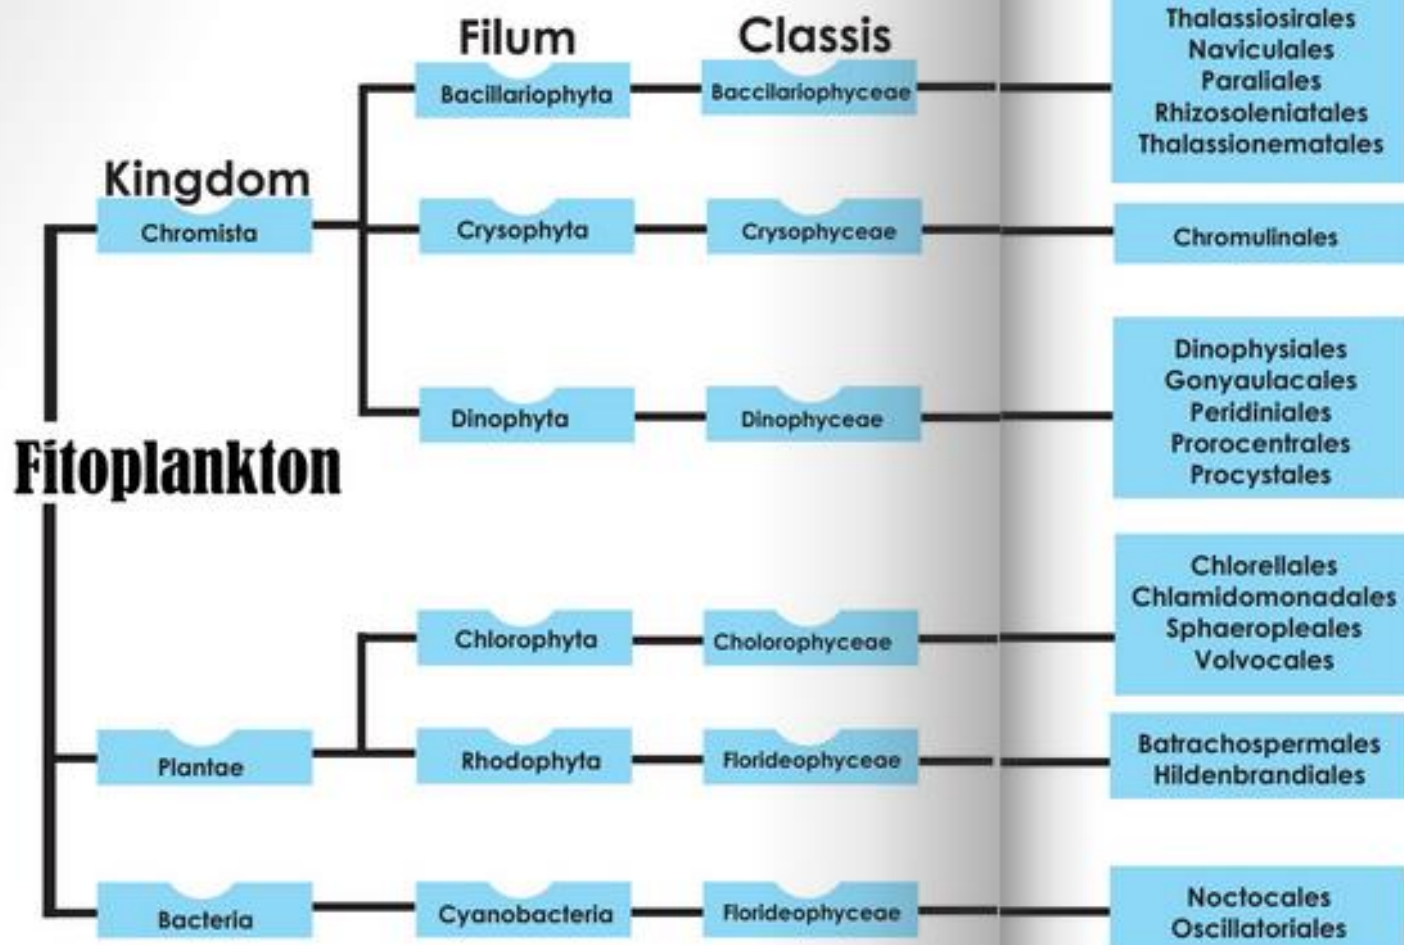 Filum
Classis
Kingdom
Bacillariophyta
Baccilariophyceae
Thalassiosirales
Naviculales
Paraliales
Rhizosoleniatales
Thalassionematales
Chromista
Crysophyta
Crysophyceae
Chromulinales
Dinophyta
Dinophyceae
Dinophysiales
Gonyaulacales
Peridiniales
Prorocentrales
Procystales
Fitoplankton
Chlorophyta
Cholorophyceae
Chlorellales
Chlamidomonadales
Sphaeropleales
Volvocales
Plantae
Rhodophyta
Florideophyceae
Batrachospermales
Hildenbrandiales
Bacteria
Cyanobacteria
Florideophyceae
Noctocales
Oscillatoriales